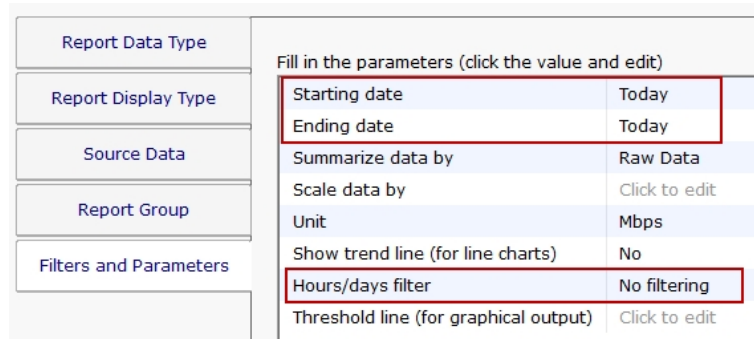 Report Data Type
Report Display Type
Source Data
Report Group
Filters and Parameters
Fill in the parameters (click the value and edit)
Starting date Today
Ending date Today
Summarize data by Raw Data
Scale data by Click to edit
Unit Mbps
Show trend line (for line charts) No
Hours/days filter No filtering
Threshold line (for graphical output) Click to edit